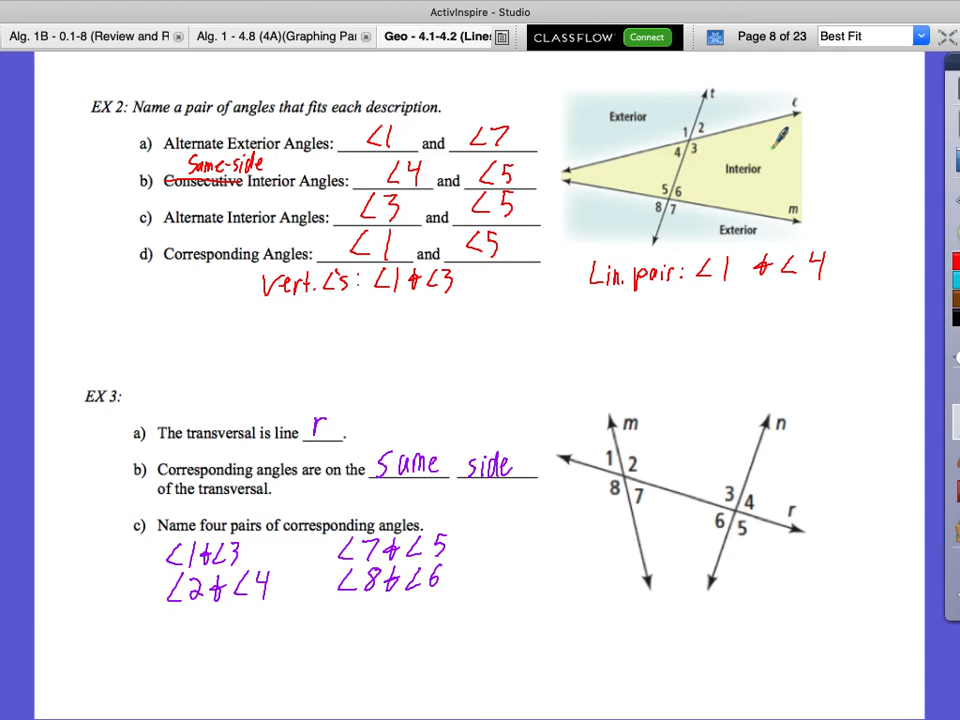 ActivInspire - Studio
Alg. 1B - 0.1-8 (Review and R
Alg. 1 - 4.8 (4A)(Graphing Par
Geo - 4.1-4.2 (Lines
CLASSFLOW Connect
Page 8 of 23
Best Fit
EX 2: Name a pair of angles that fits each description.
a) Alternate Exterior Angles: ∠1 and ∠7
Same-side
b) Consecutive Interior Angles: ∠4 and ∠5
c) Alternate Interior Angles: ∠3 and ∠5
d) Corresponding Angles: ∠1 and ∠5
Vert. ∠'s: ∠1 & ∠3
t
ℓ
Exterior
1 2
4 3
Interior
5 6
8 7
m
Exterior
Lin. pair: ∠1 & ∠4
EX 3:
a) The transversal is line r.
b) Corresponding angles are on the same side
of the transversal.
c) Name four pairs of corresponding angles.
∠1 & ∠3 ∠7 & ∠5
∠2 & ∠4 ∠8 & ∠6
m
n
1 2
8 7
3 4
r
6 5